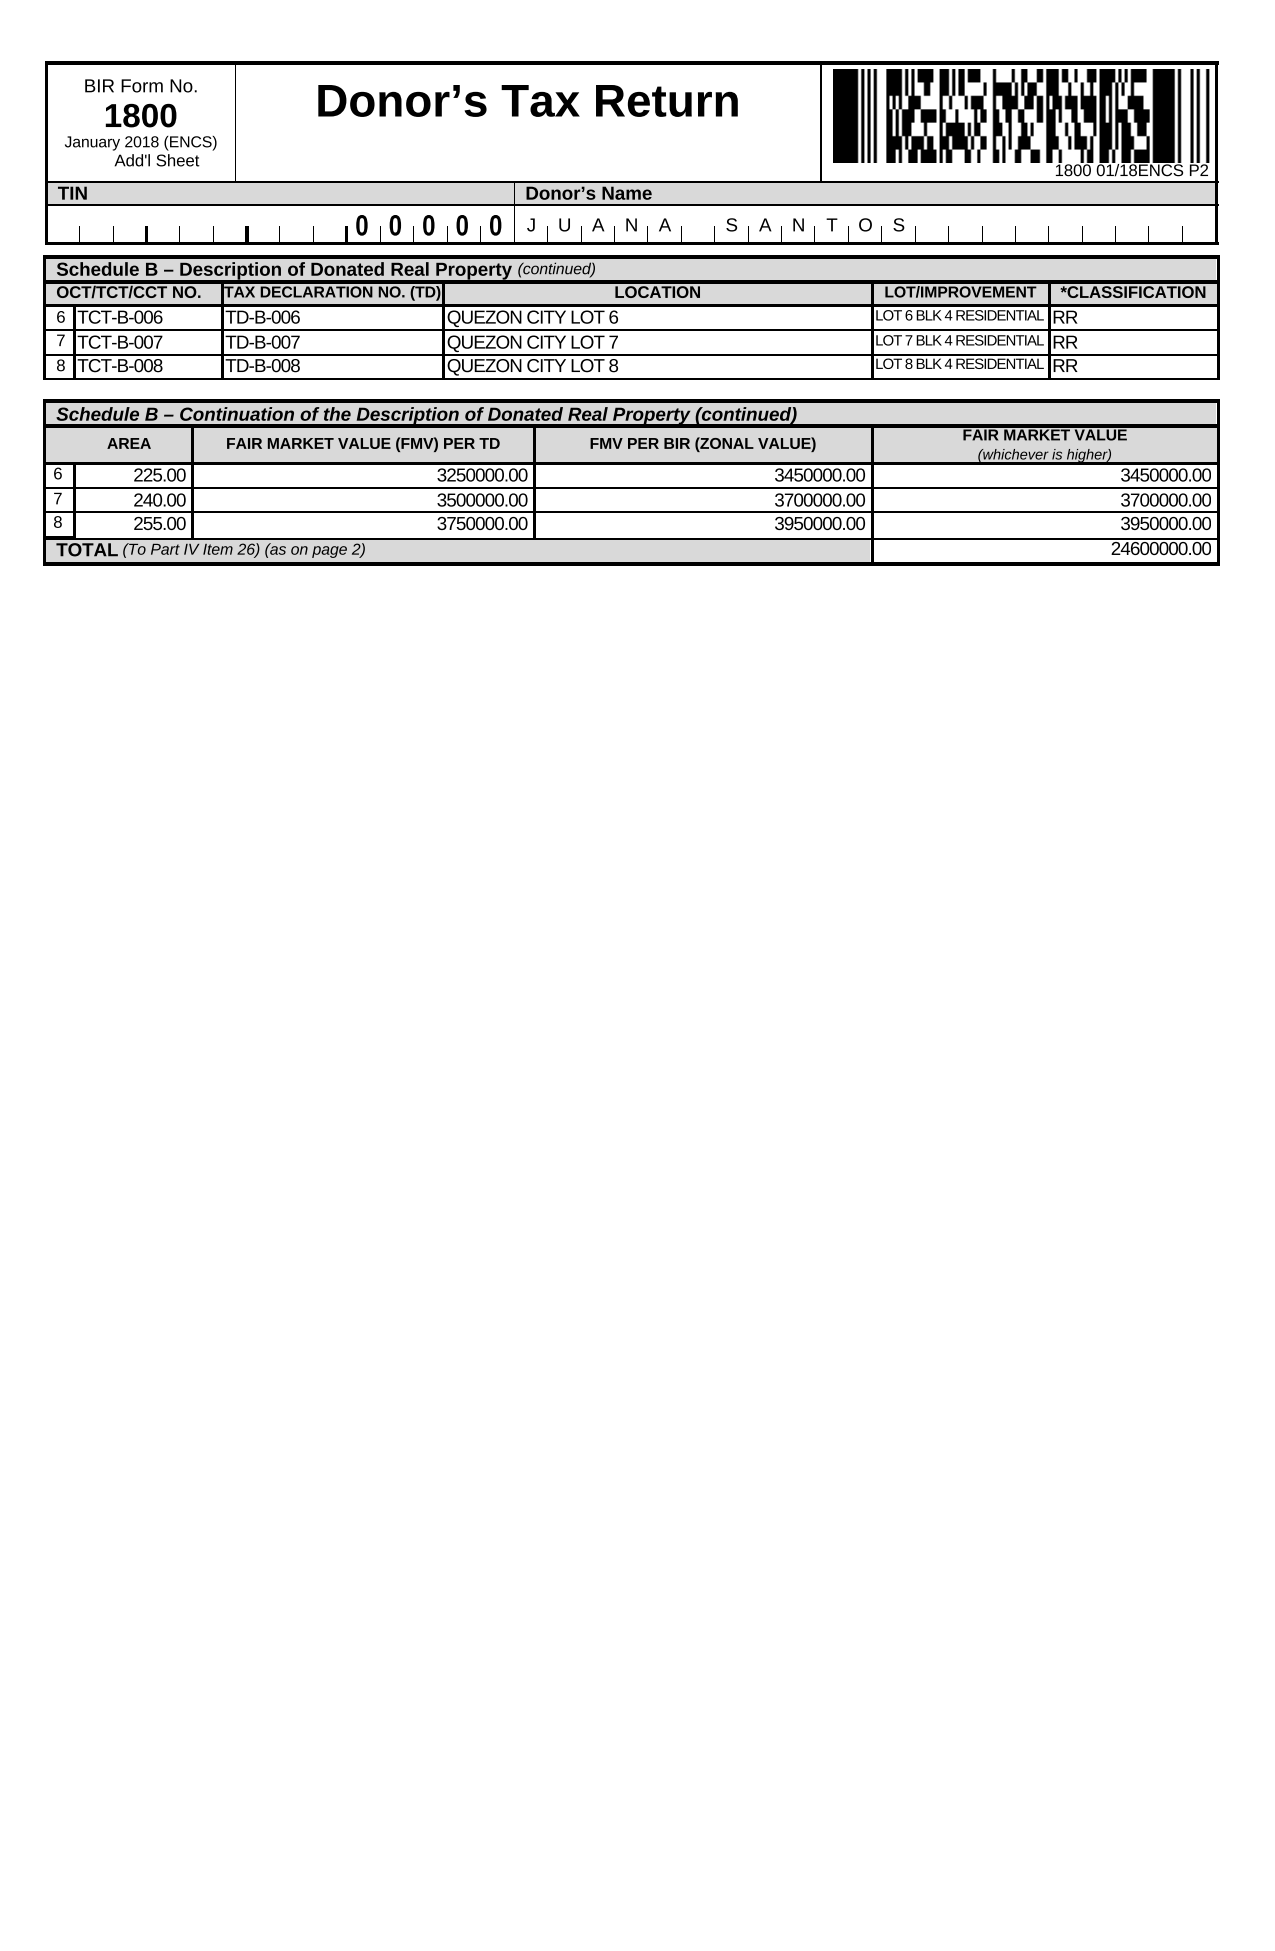 BIR Form No.
1800
January 2018 (ENCS)
Add'l Sheet
Donor’s Tax Return
1800 01/18ENCS P2
TIN Donor’s Name
0 0 0 0 0 J U A N A S A N T O S
Schedule B – Description of Donated Real Property (continued)
OCT/TCT/CCT NO. TAX DECLARATION NO. (TD) LOCATION LOT/IMPROVEMENT *CLASSIFICATION
6 TCT-B-006 TD-B-006 QUEZON CITY LOT 6 LOT 6 BLK 4 RESIDENTIAL RR
7 TCT-B-007 TD-B-007 QUEZON CITY LOT 7 LOT 7 BLK 4 RESIDENTIAL RR
8 TCT-B-008 TD-B-008 QUEZON CITY LOT 8 LOT 8 BLK 4 RESIDENTIAL RR
Schedule B – Continuation of the Description of Donated Real Property (continued)
AREA FAIR MARKET VALUE (FMV) PER TD FMV PER BIR (ZONAL VALUE) FAIR MARKET VALUE
(whichever is higher)
6 225.00 3250000.00 3450000.00 3450000.00
7 240.00 3500000.00 3700000.00 3700000.00
8 255.00 3750000.00 3950000.00 3950000.00
TOTAL (To Part IV Item 26) (as on page 2) 24600000.00